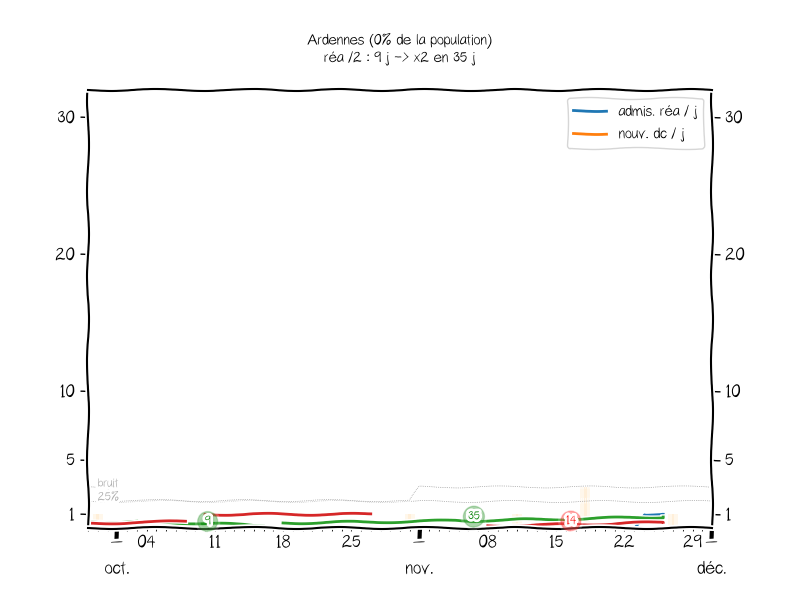 Ardennes (0% de la population)
réa /2 : 9 j -> x2 en 35 j
30
30
admis. réa / j
nouv. dc / j
20
20
10
10
5
5
bruit
25%
1
1
9
35
14
04
11
18
25
08
15
22
29
oct.
nov.
déc.